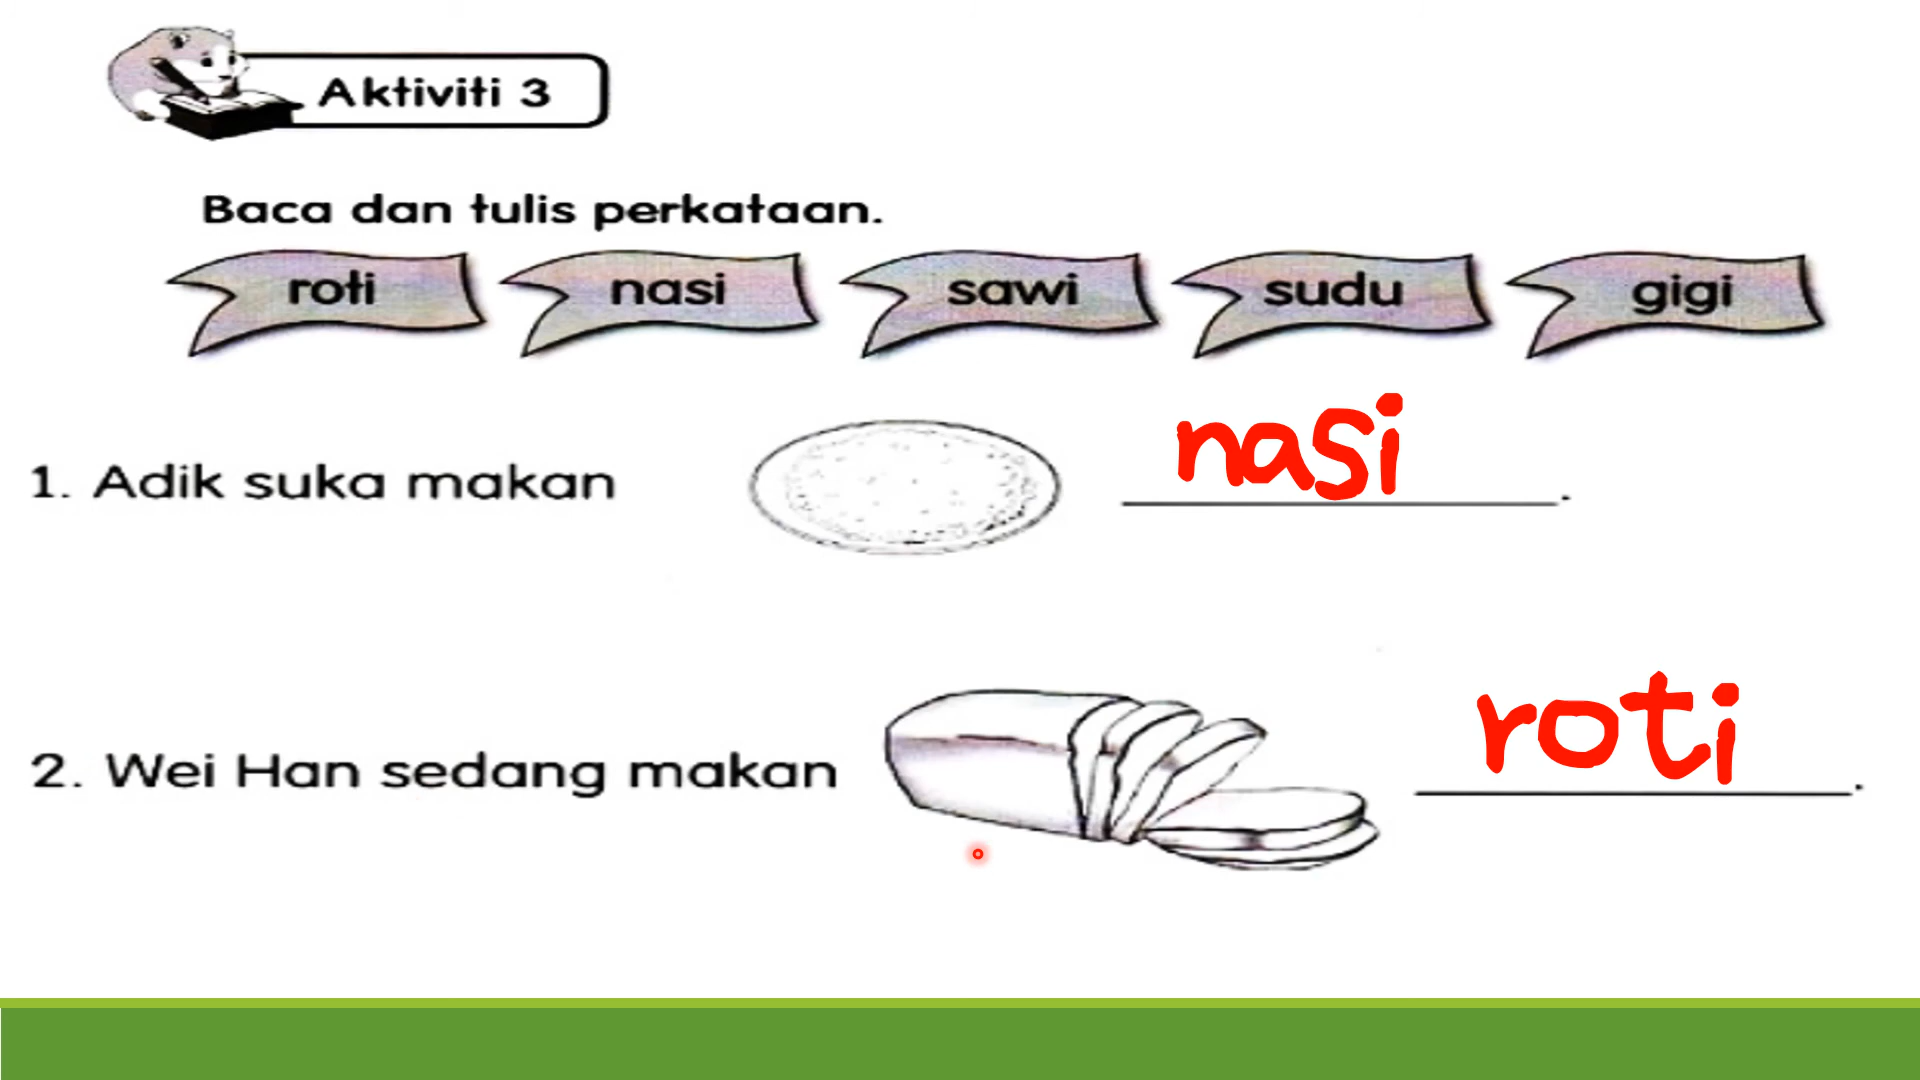 Aktiviti 3
Baca dan tulis perkataan.
roti nasi sawi sudu gigi
1. Adik suka makan nasi.
2. Wei Han sedang makan roti.